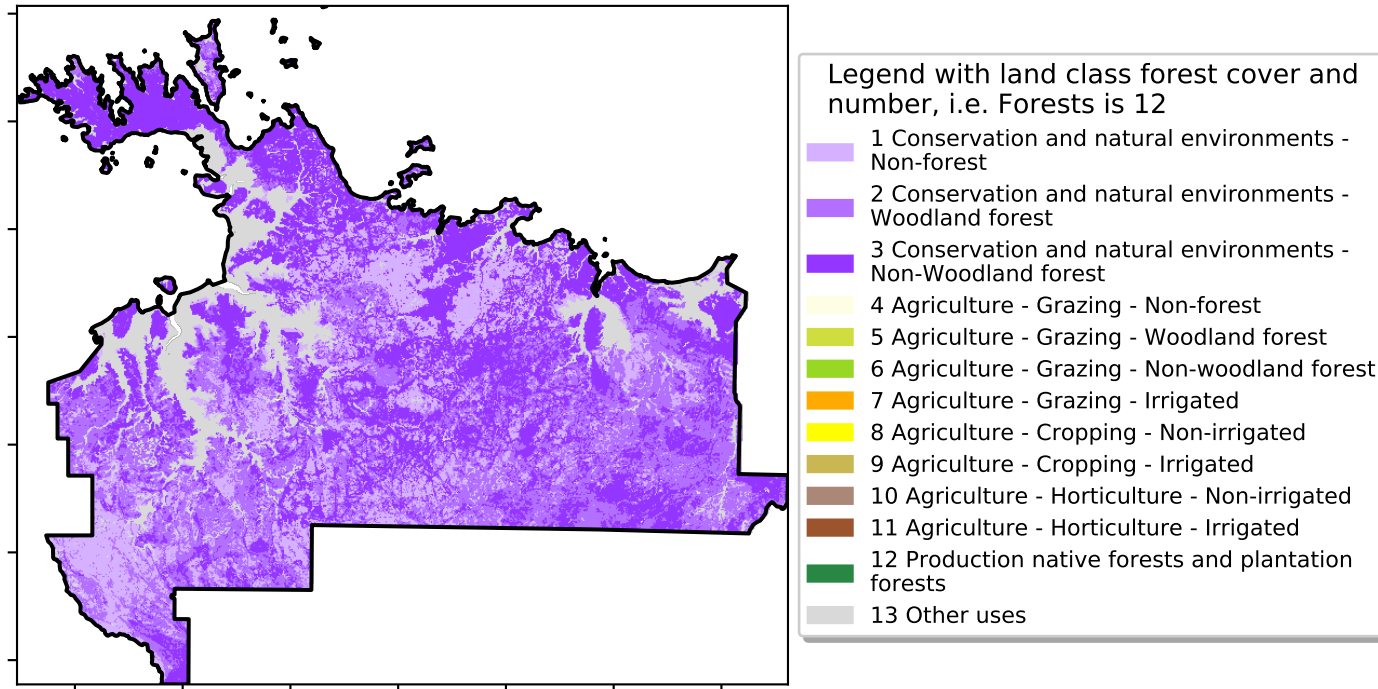 Legend with land class forest cover and
number, i.e. Forests is 12
1 Conservation and natural environments -
Non-forest
2 Conservation and natural environments -
Woodland forest
3 Conservation and natural environments -
Non-Woodland forest
4 Agriculture - Grazing - Non-forest
5 Agriculture - Grazing - Woodland forest
6 Agriculture - Grazing - Non-woodland forest
7 Agriculture - Grazing - Irrigated
8 Agriculture - Cropping - Non-irrigated
9 Agriculture - Cropping - Irrigated
10 Agriculture - Horticulture - Non-irrigated
11 Agriculture - Horticulture - Irrigated
12 Production native forests and plantation
forests
13 Other uses